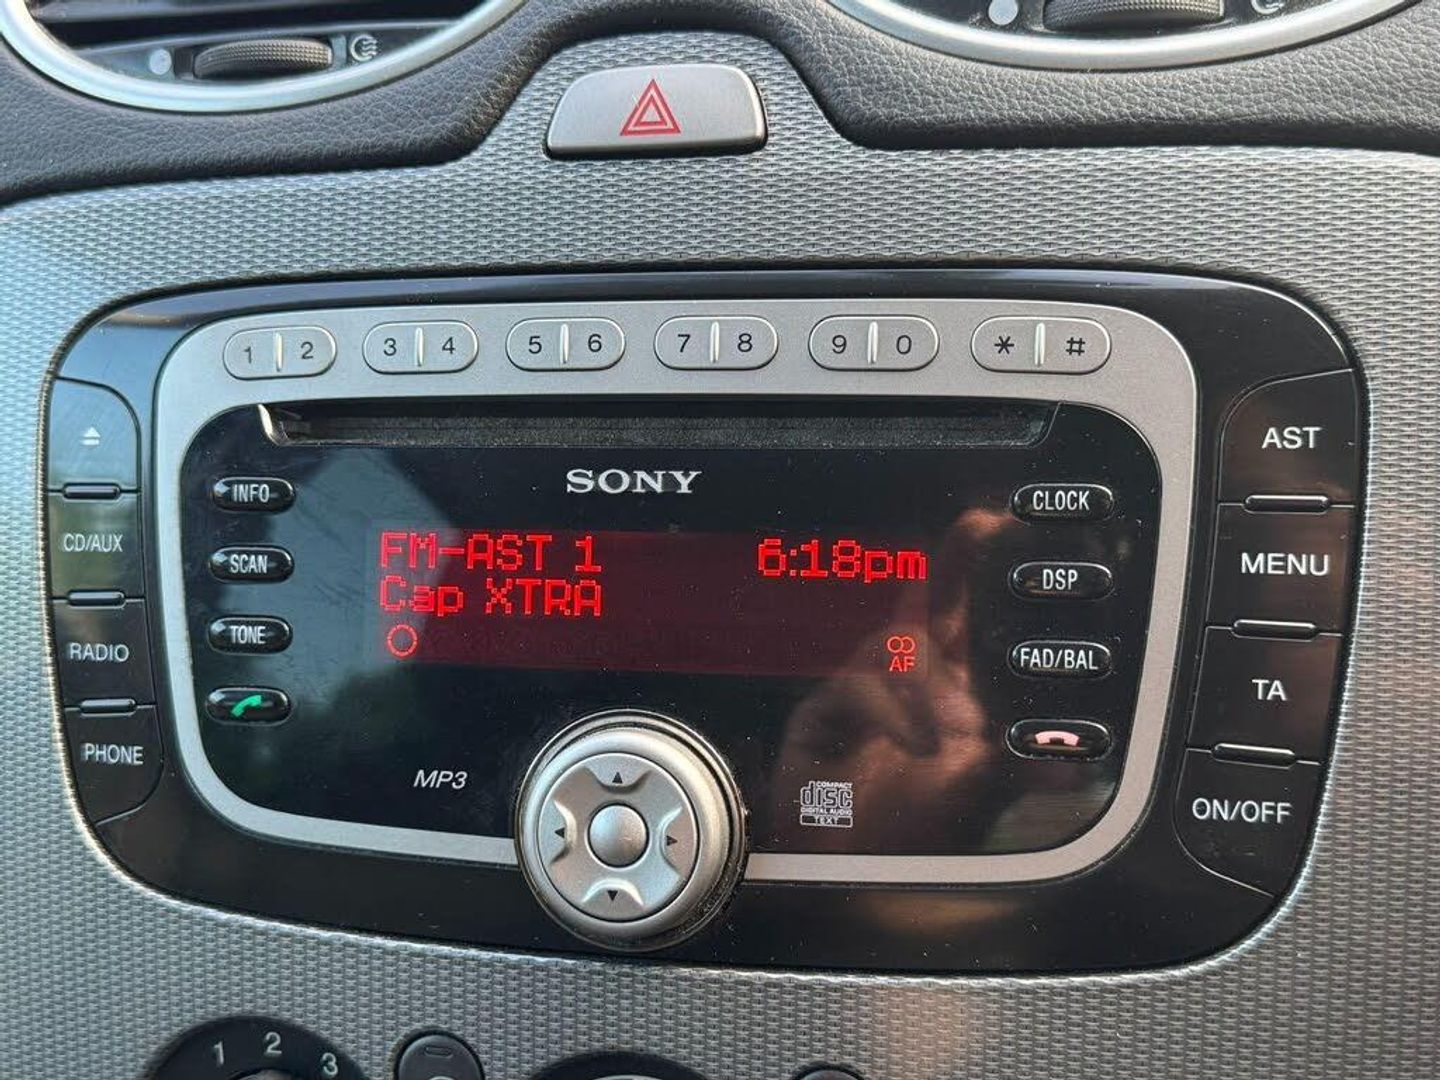 1 2 3 4 5 6 7 8 9 0 * #
AST
SONY
INFO
CLOCK
CD/AUX
FM-AST 1 6:18pm
MENU
SCAN
DSP
Cap XTRA
TONE
AF
FAD/BAL
RADIO
TA
PHONE
MP3
COMPACT
disc
DIGITAL AUDIO
TEXT
ON/OFF
1 2 3